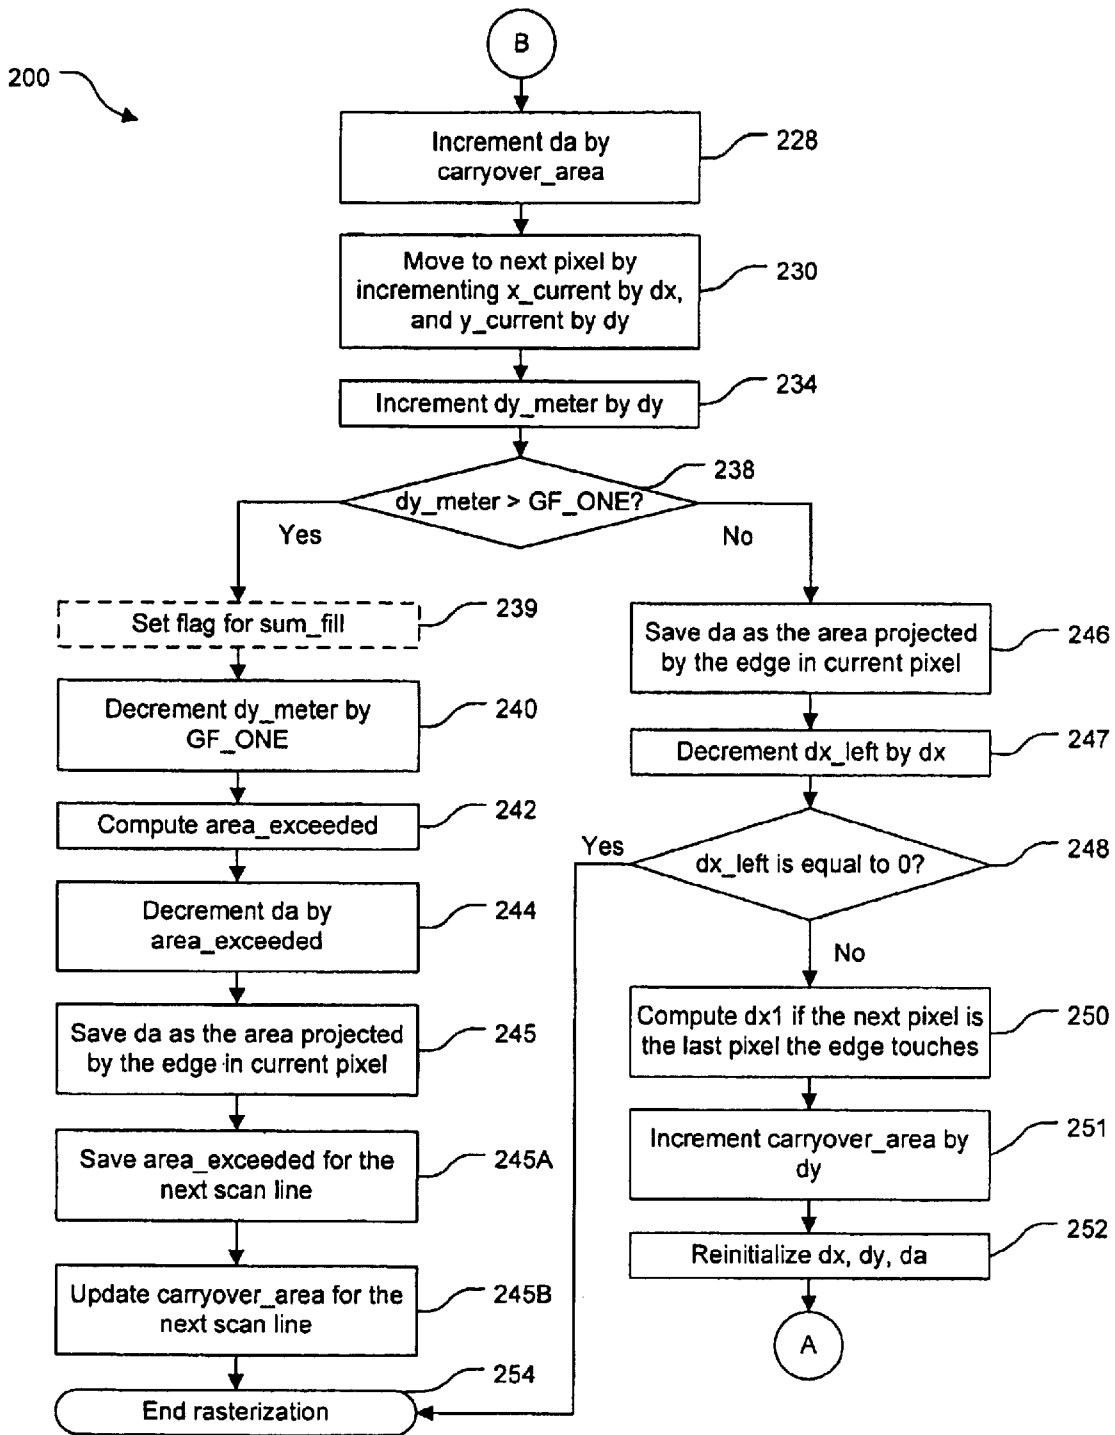 B
200
Increment da by
carryover_area
228
Move to next pixel by
incrementing x_current by dx,
and y_current by dy
230
Increment dy_meter by dy
234
dy_meter > GF_ONE?
238
Yes
No
Set flag for sum_fill
239
Decrement dy_meter by
GF_ONE
240
Compute area_exceeded
242
Decrement da by
area_exceeded
244
Save da as the area projected
by the edge in current pixel
245
Save area_exceeded for the
next scan line
245A
Update carryover_area for the
next scan line
245B
End rasterization
254
Save da as the area projected
by the edge in current pixel
246
Decrement dx_left by dx
247
dx_left is equal to 0?
248
Yes
No
Compute dx1 if the next pixel is
the last pixel the edge touches
250
Increment carryover_area by
dy
251
Reinitialize dx, dy, da
252
A